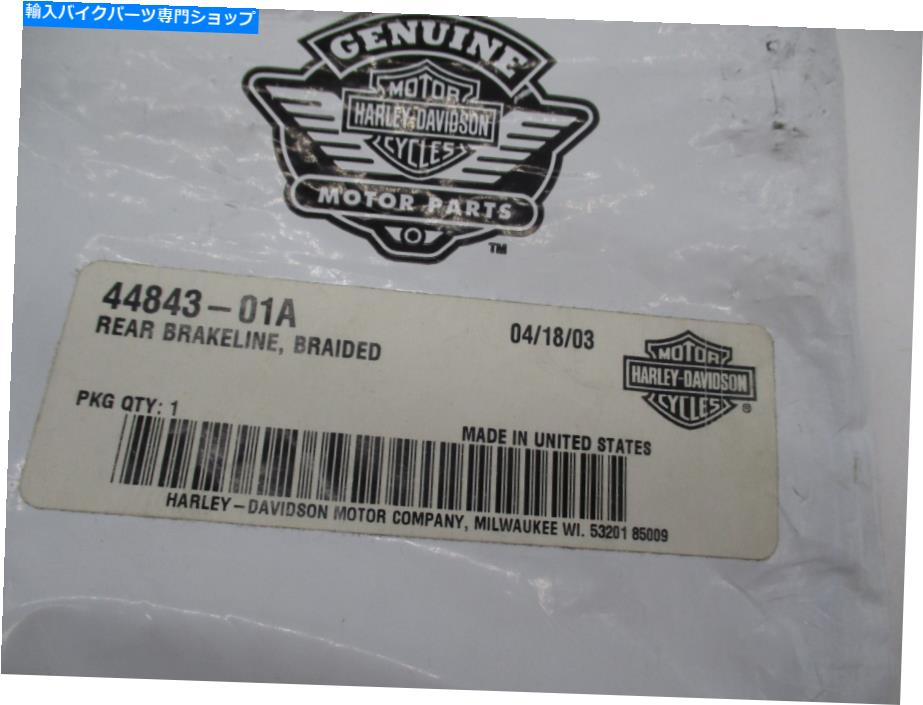 輸入バイクパーツ専門ショップ
GENUINE
MOTOR
HARLEY-DAVIDSON
CYCLES
MOTOR PARTS
TM
44843-01A
04/18/03
REAR BRAKELINE, BRAIDED
MOTOR
HARLEY-DAVIDSON
CYCLES
®
PKG QTY: 1
MADE IN UNITED STATES
HARLEY-DAVIDSON MOTOR COMPANY, MILWAUKEE WI. 53201 85009